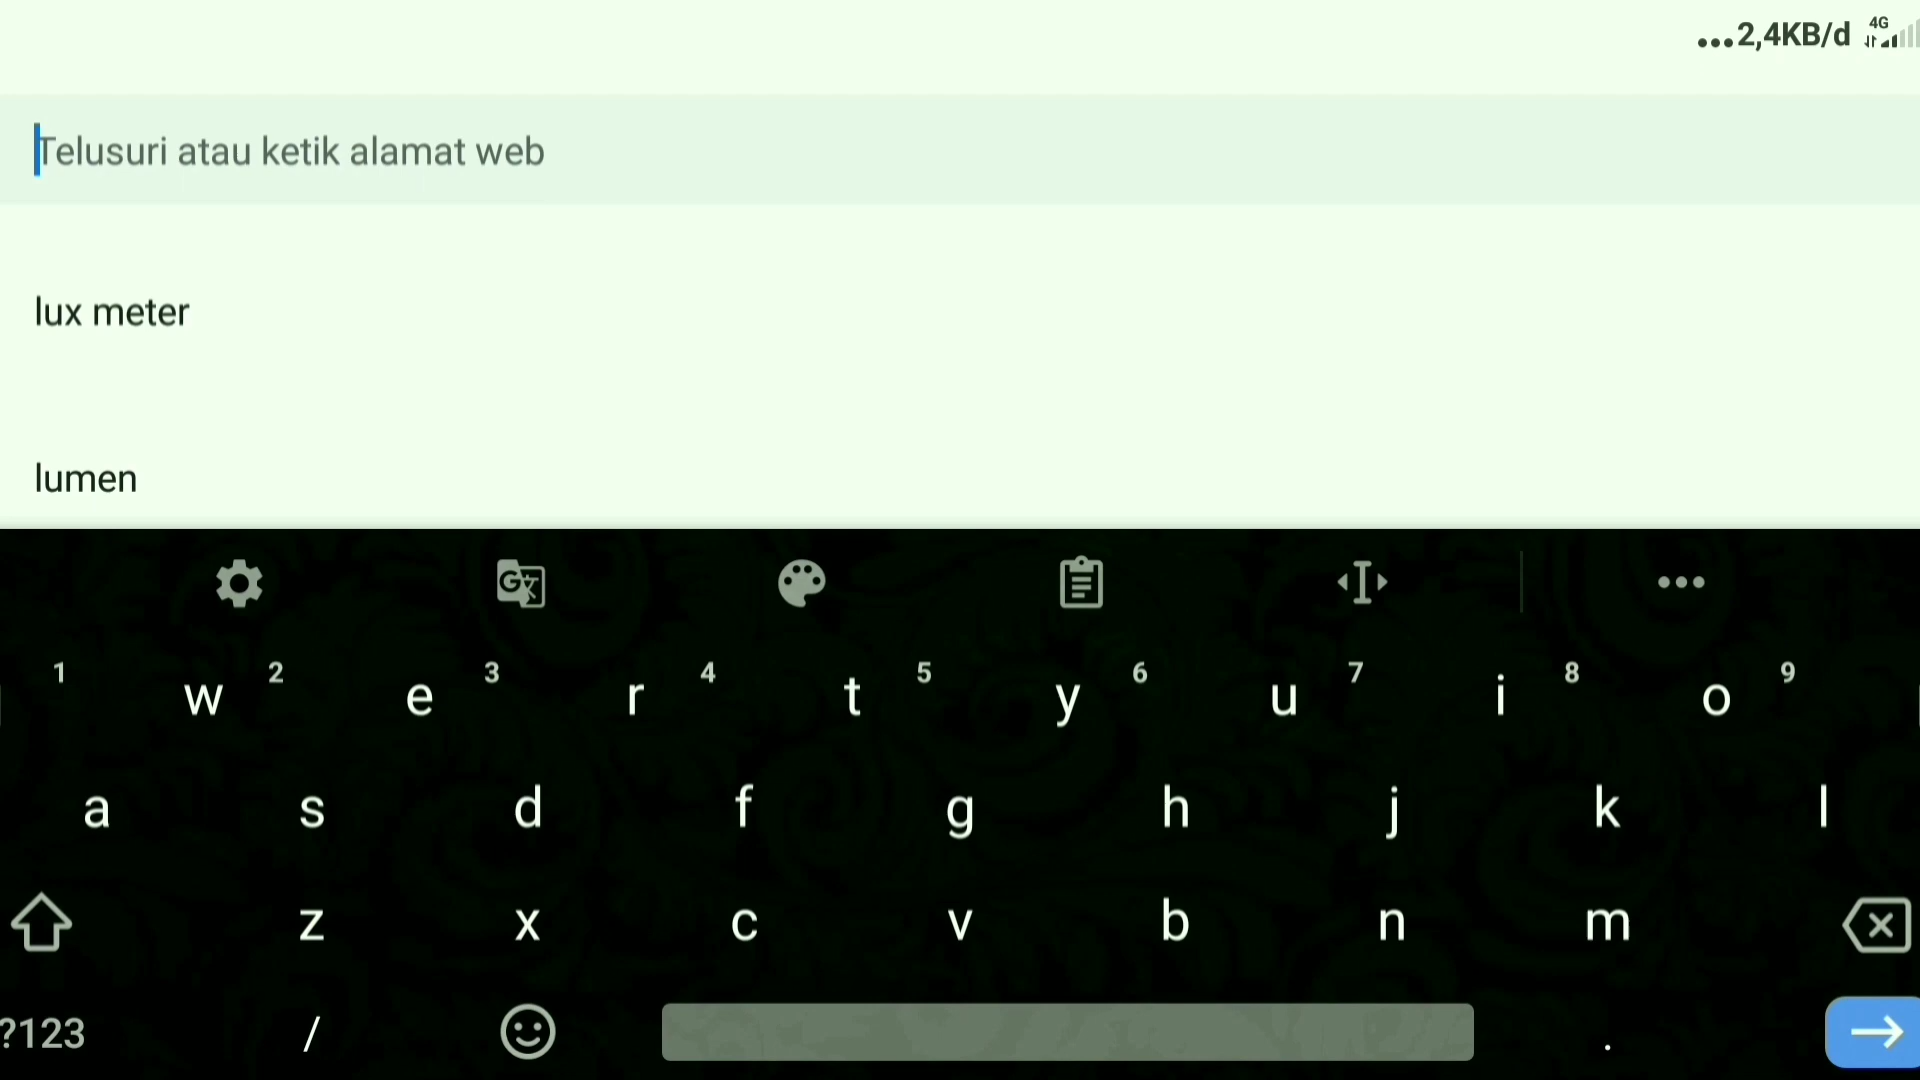 ...2,4KB/d 4G
Telusuri atau ketik alamat web
lux meter
lumen
1 2 3 4 5 6 7 8 9
w e r t y u i o
a s d f g h j k l
z x c v b n m
?123 / .